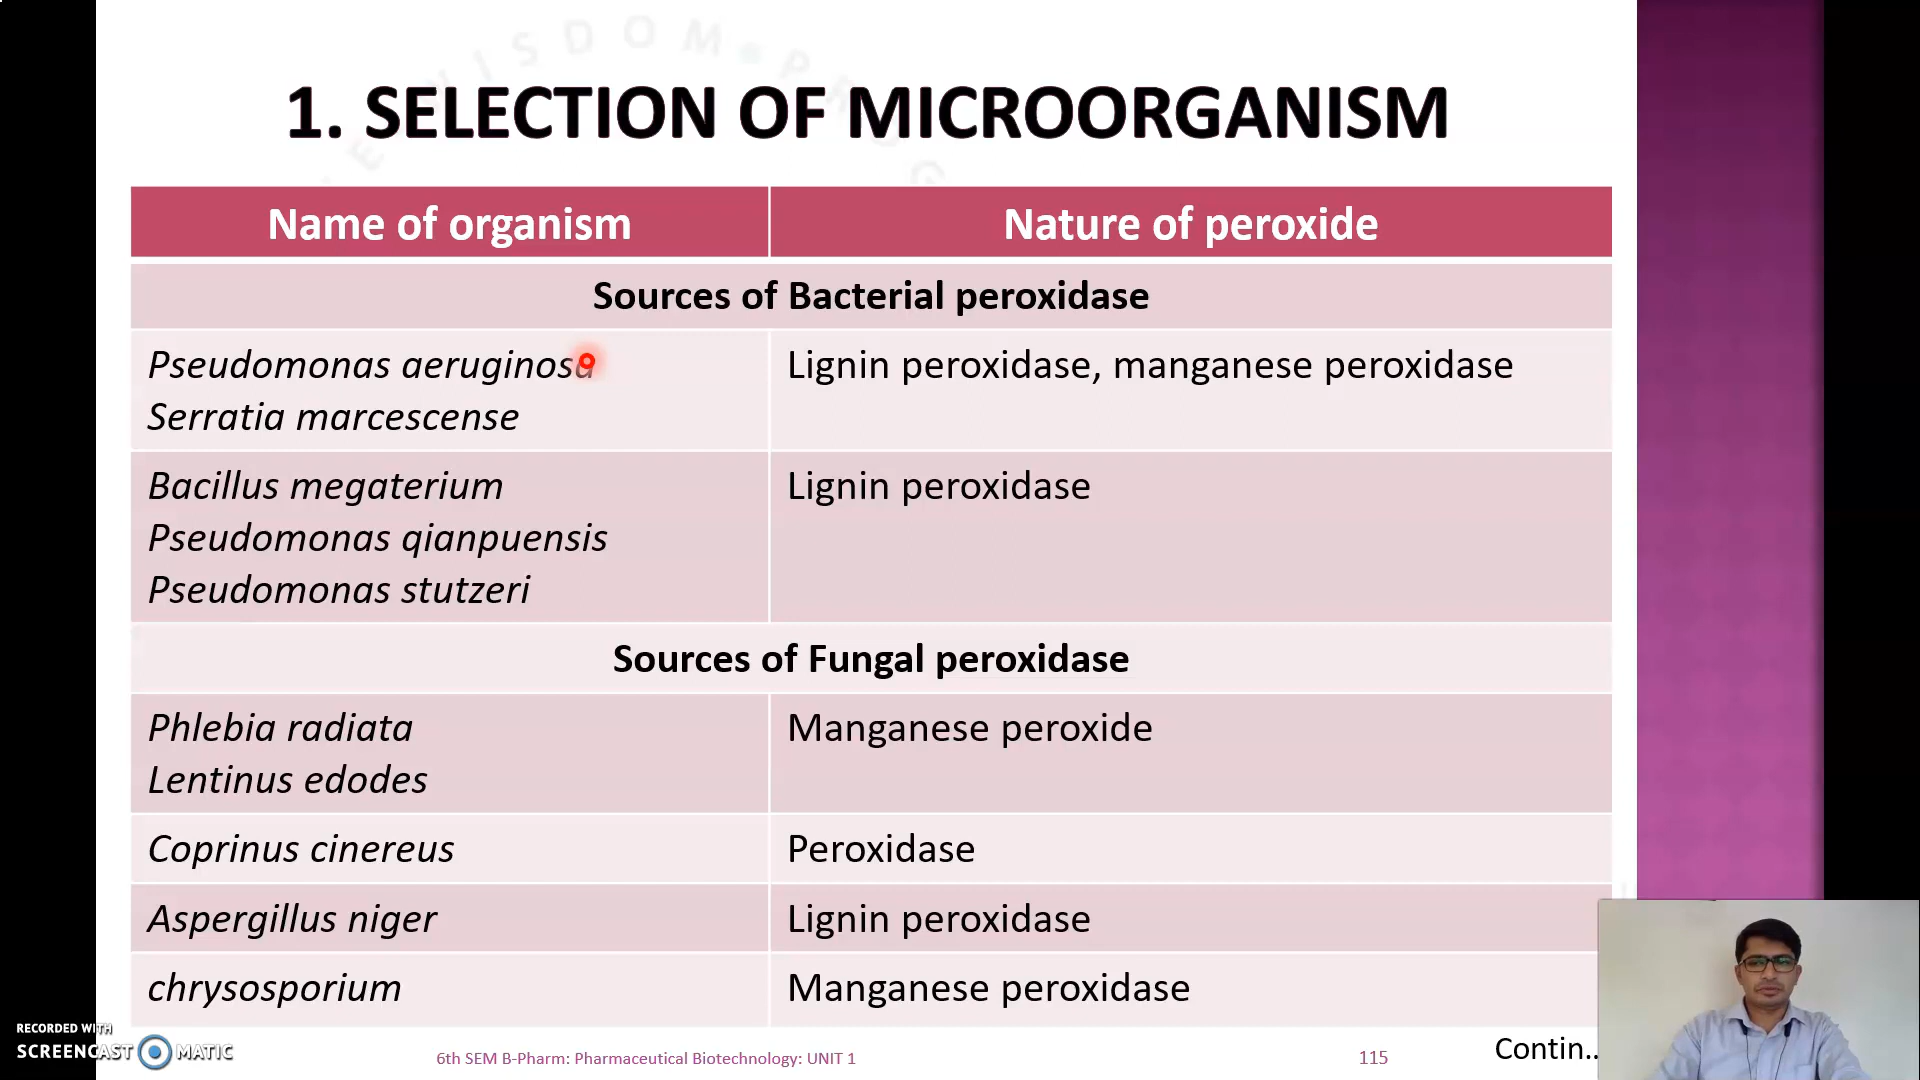 WISDOM PROG
1. SELECTION OF MICROORGANISM
Name of organism Nature of peroxide
Sources of Bacterial peroxidase
Pseudomonas aeruginosa Lignin peroxidase, manganese peroxidase
Serratia marcescense
Bacillus megaterium Lignin peroxidase
Pseudomonas qianpuensis
Pseudomonas stutzeri
Sources of Fungal peroxidase
Phlebia radiata Manganese peroxide
Lentinus edodes
Coprinus cinereus Peroxidase
Aspergillus niger Lignin peroxidase
chrysosporium Manganese peroxidase
RECORDED WITH
SCREENCAST MATIC
6th SEM B-Pharm: Pharmaceutical Biotechnology: UNIT 1
115
Contin..